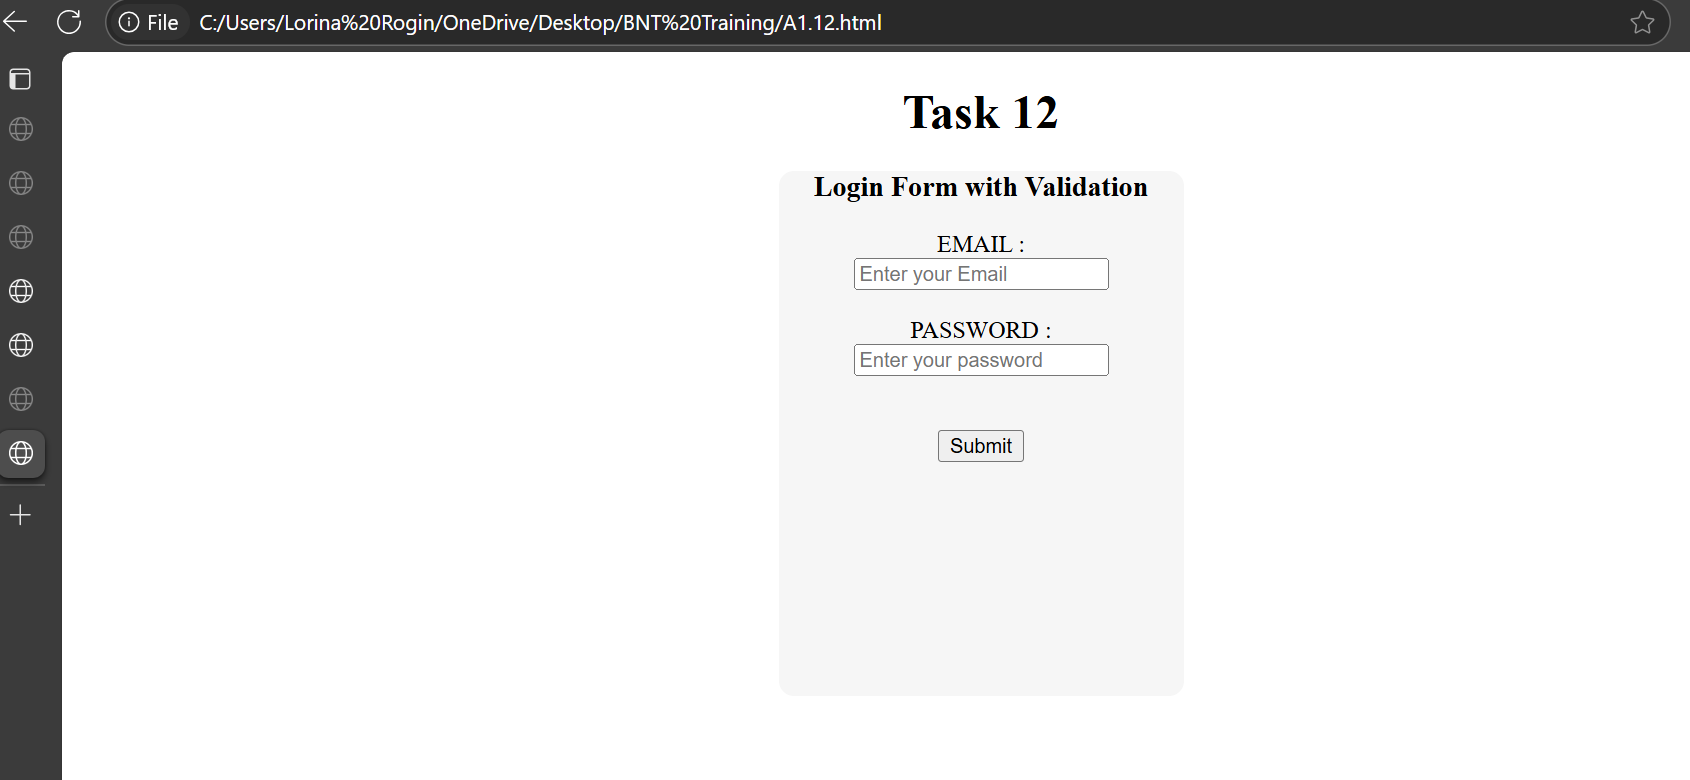 File C:/Users/Lorina%20Rogin/OneDrive/Desktop/BNT%20Training/A1.12.html
Task 12
Login Form with Validation
EMAIL :
Enter your Email
PASSWORD :
Enter your password
Submit